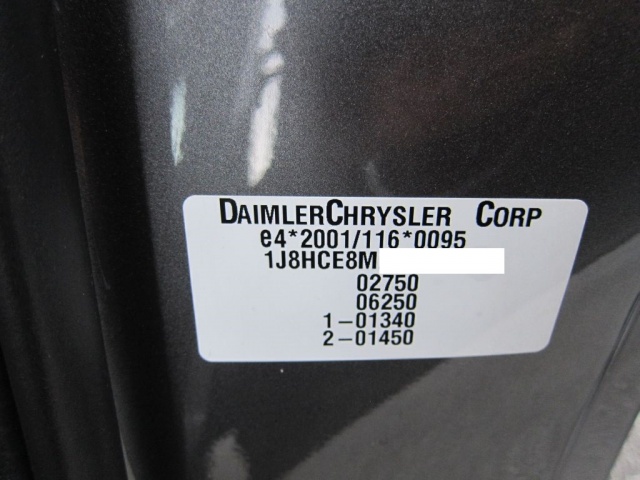 DAIMLERCHRYSLER CORP
e4*2001/116*0095
1J8HCE8M
02750
06250
1-01340
2-01450